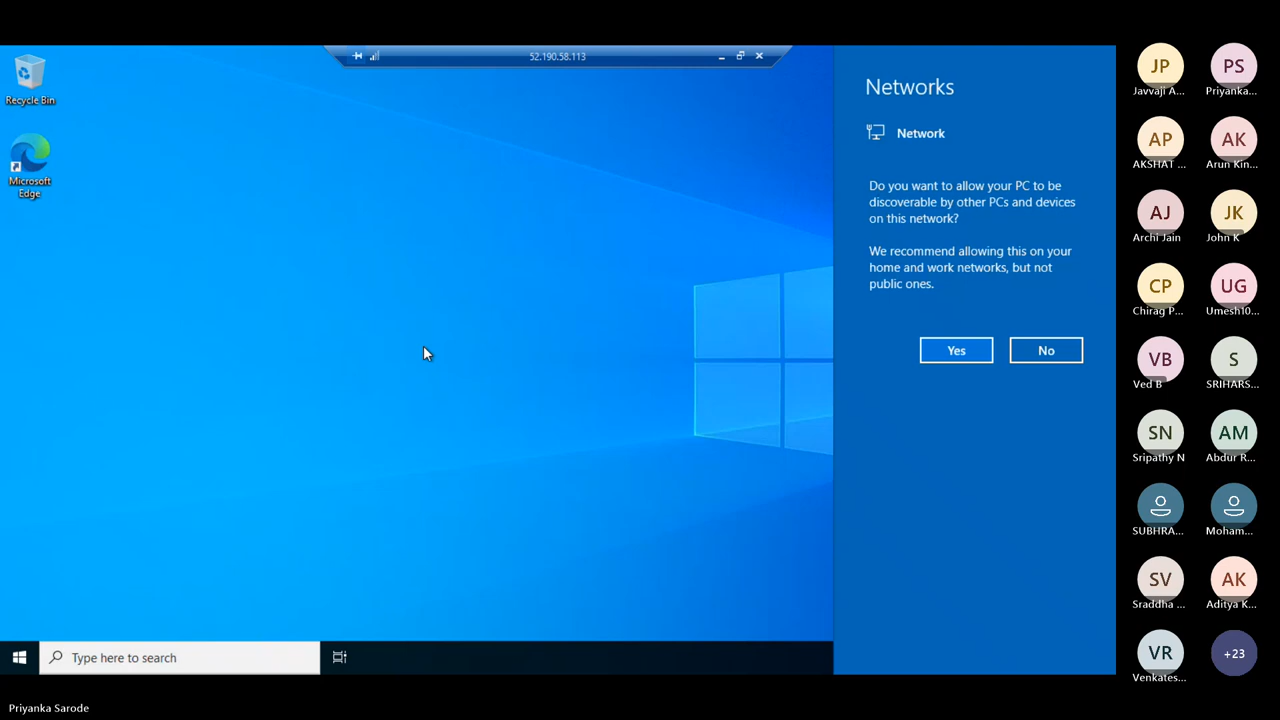 52.190.58.113
Recycle Bin
Microsoft
Edge
Networks
Network
Do you want to allow your PC to be
discoverable by other PCs and devices
on this network?
We recommend allowing this on your
home and work networks, but not
public ones.
Yes
No
Type here to search
JP
Javvaji A...
PS
Priyanka...
AP
AKSHAT ...
AK
Arun Kin...
AJ
Archi Jain
JK
John K
CP
Chirag P...
UG
Umesh10...
VB
Ved B
S
SRIHARS...
SN
Sripathy N
AM
Abdur R...
SUBHRA...
Moham...
SV
Sraddha ...
AK
Aditya K...
VR
Venkates...
+23
Priyanka Sarode